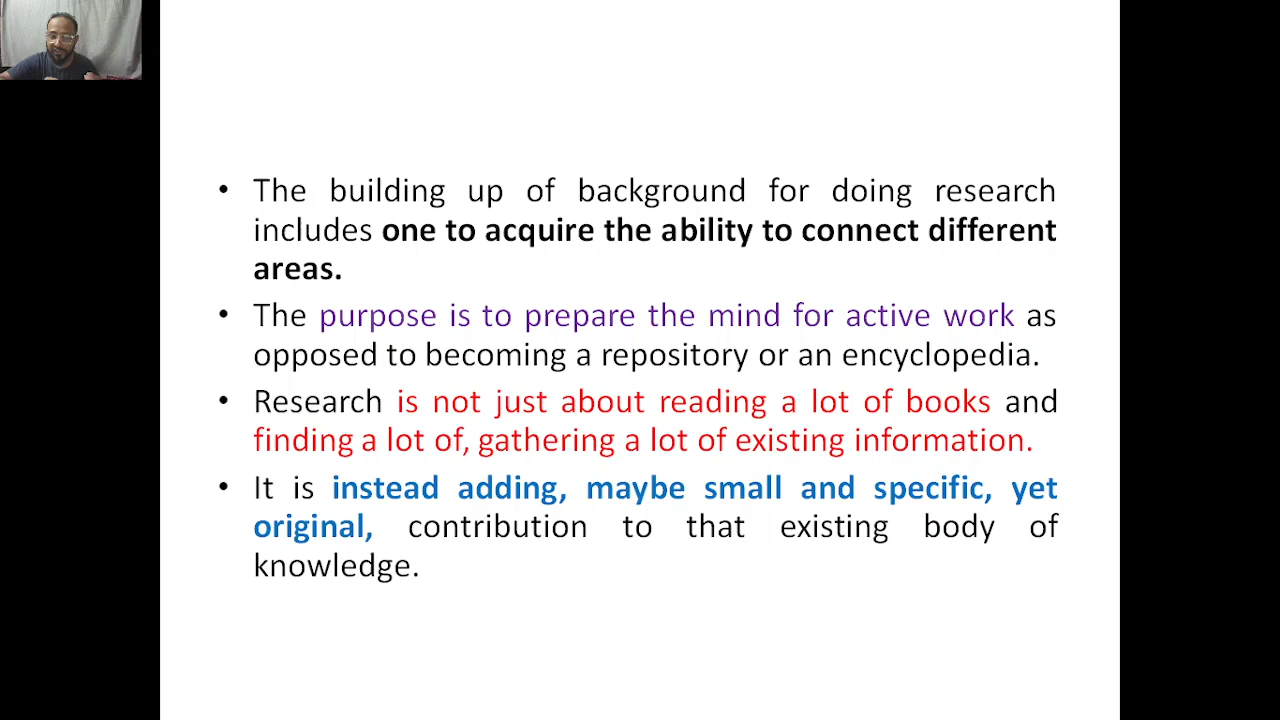 • The building up of background for doing research
includes one to acquire the ability to connect different
areas.
• The purpose is to prepare the mind for active work as
opposed to becoming a repository or an encyclopedia.
• Research is not just about reading a lot of books and
finding a lot of, gathering a lot of existing information.
• It is instead adding, maybe small and specific, yet
original, contribution to that existing body of
knowledge.